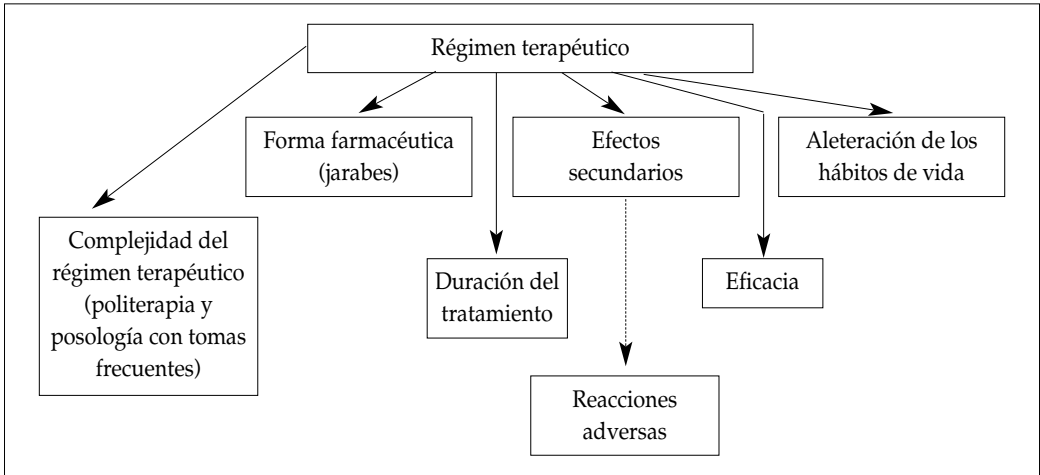 Régimen terapéutico
Forma farmacéutica
(jarabes)
Efectos
secundarios
Aleteración de los
hábitos de vida
Complejidad del
régimen terapéutico
(politerapia y
posología con tomas
frecuentes)
Duración del
tratamiento
Eficacia
Reacciones
adversas